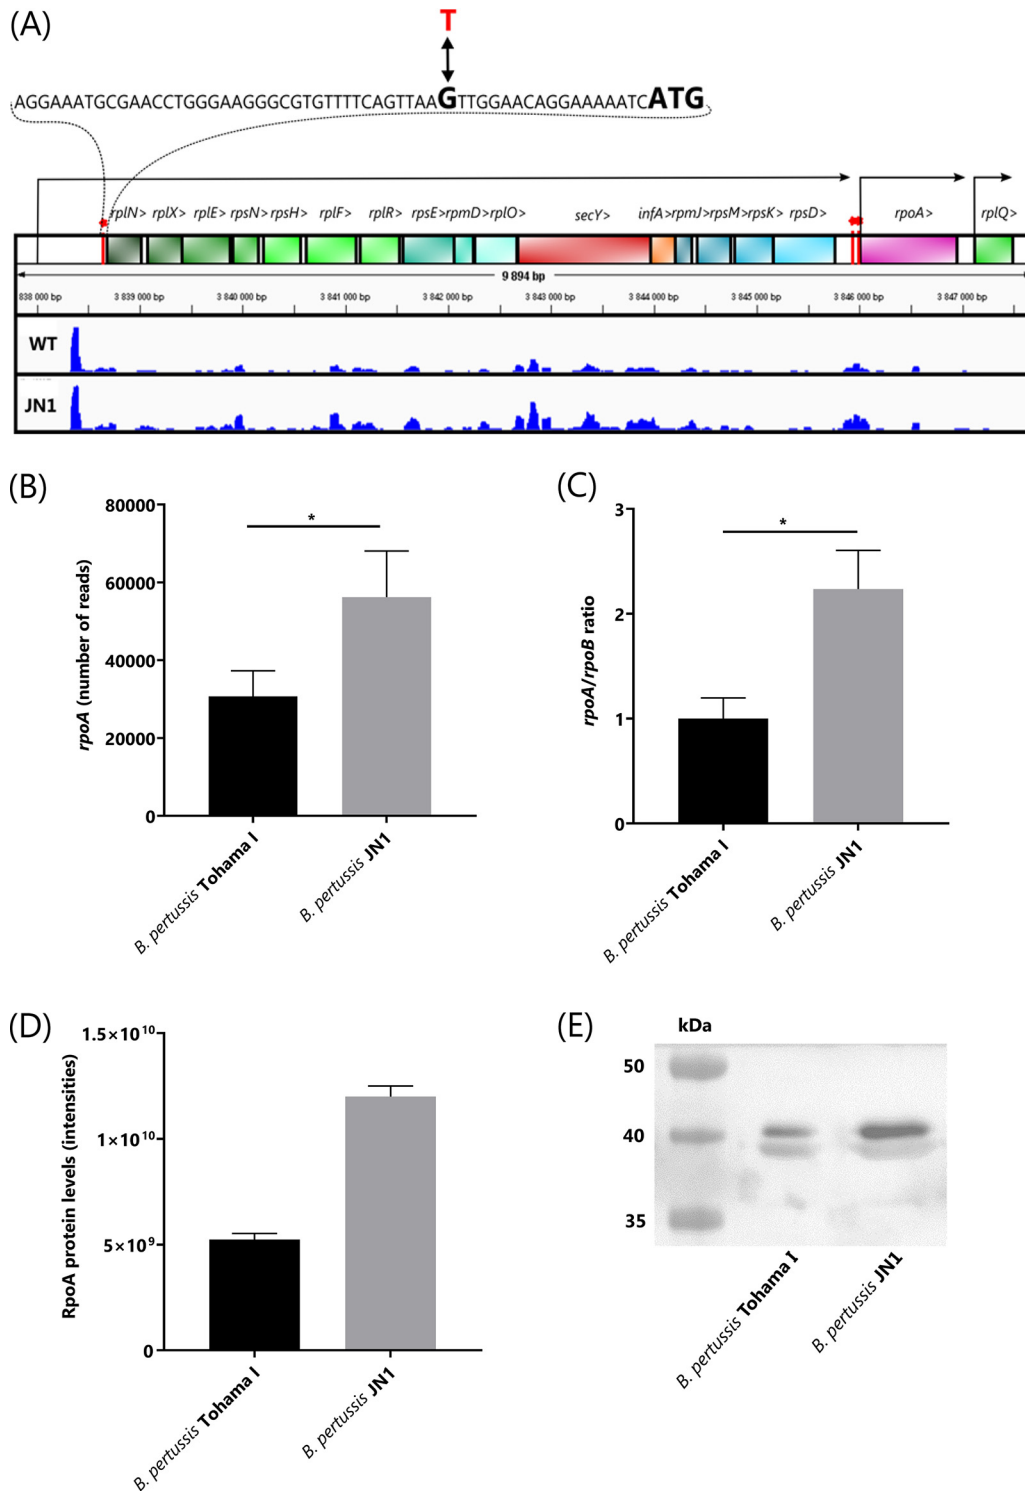 (A)
T
AGGAAATGCGAACCTGGGAAGGGCGTGTTTTCAGTTAAGTTGGAACAGGAAAAATCATG
rplN> rplX> rplE> rpsN> rpsH> rplF> rplR> rpsE> rpmD> rplO> secY> infA> rpmJ> rpsM> rpsK> rpsD> rpoA> rplQ>
9 894 bp
838 000 bp 3 839 000 bp 3 840 000 bp 3 841 000 bp 3 842 000 bp 3 843 000 bp 3 844 000 bp 3 845 000 bp 3 846 000 bp 3 847 000 bp
WT
JN1
(B)
80000
60000
40000
20000
0
rpoA (number of reads)
*
B. pertussis Tohama I
B. pertussis JN1
(C)
3
2
1
0
rpoA/rpoB ratio
*
B. pertussis Tohama I
B. pertussis JN1
(D)
1.5×10¹⁰
1×10¹⁰
5×10⁹
0
RpoA protein levels (intensities)
B. pertussis Tohama I
B. pertussis JN1
(E)
kDa
50
40
35
B. pertussis Tohama I
B. pertussis JN1